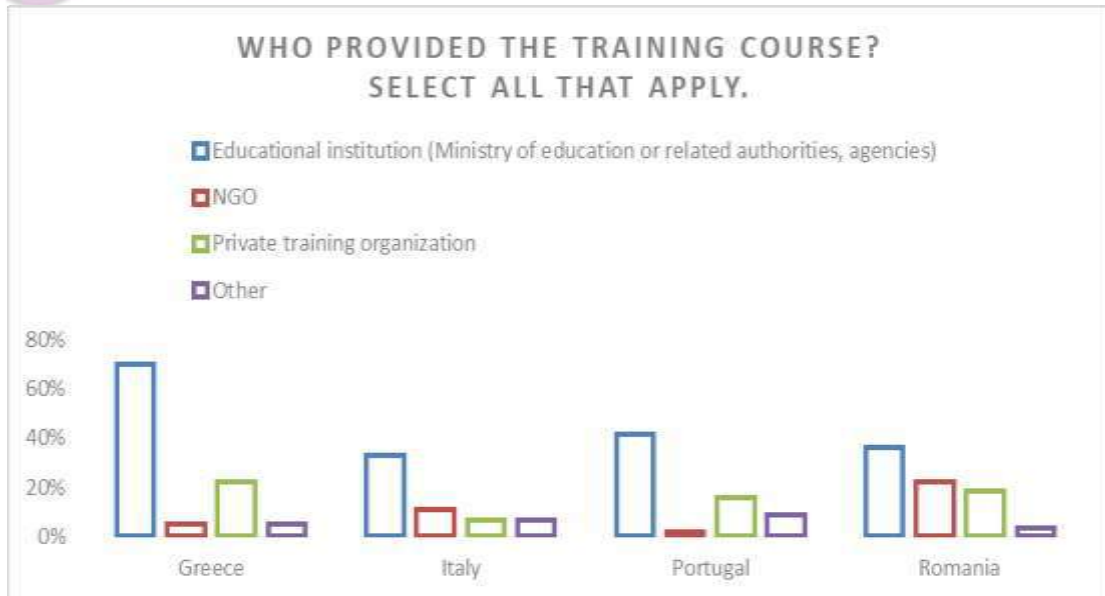 WHO PROVIDED THE TRAINING COURSE?
SELECT ALL THAT APPLY.
Educational institution (Ministry of education or related authorities, agencies)
NGO
Private training organization
Other
80%
60%
40%
20%
0%
Greece
Italy
Portugal
Romania